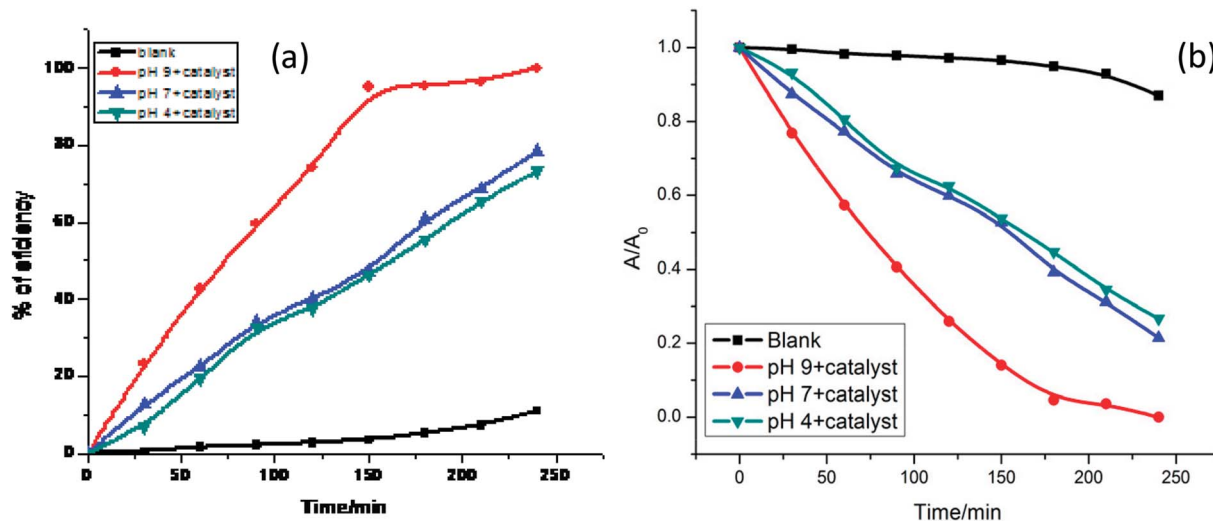 (a)
blank
pH 9+catalyst
pH 7+catalyst
pH 4+catalyst
100
80
60
40
20
0
% of eficiency
0 50 100 150 200 250
Time/min
(b)
1.0
0.8
0.6
0.4
0.2
0.0
A/A₀
Blank
pH 9+catalyst
pH 7+catalyst
pH 4+catalyst
0 50 100 150 200 250
Time/min